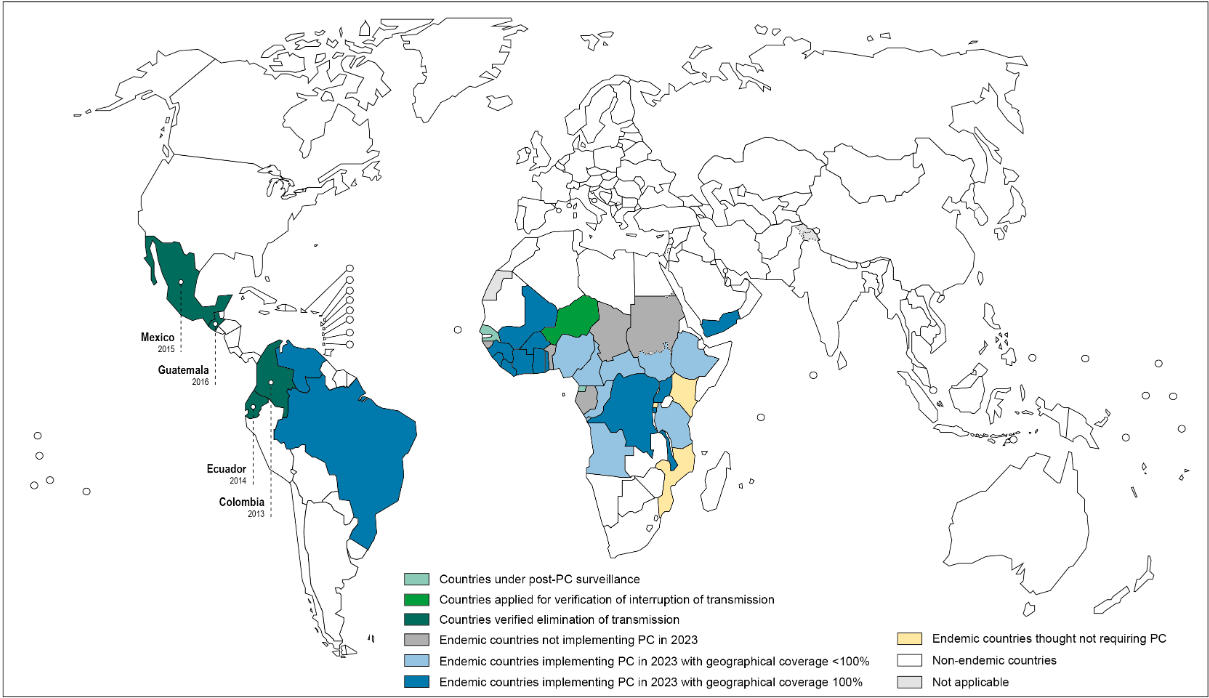 Mexico
2015
Guatemala
2016
Ecuador
2014
Colombia
2013
Countries under post-PC surveillance
Countries applied for verification of interruption of transmission
Countries verified elimination of transmission
Endemic countries not implementing PC in 2023
Endemic countries implementing PC in 2023 with geographical coverage <100%
Endemic countries implementing PC in 2023 with geographical coverage 100%
Endemic countries thought not requiring PC
Non-endemic countries
Not applicable